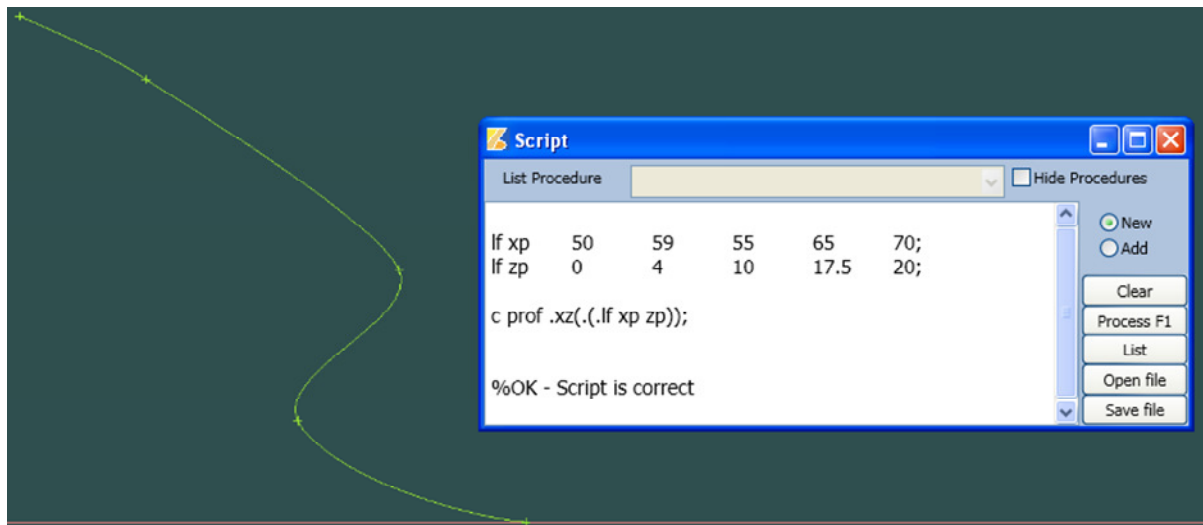 Script
List Procedure
Hide Procedures
New
Add
lf xp 50 59 55 65 70;
lf zp 0 4 10 17.5 20;
c prof .xz(.(.lf xp zp));
%OK - Script is correct
Clear
Process F1
List
Open file
Save file